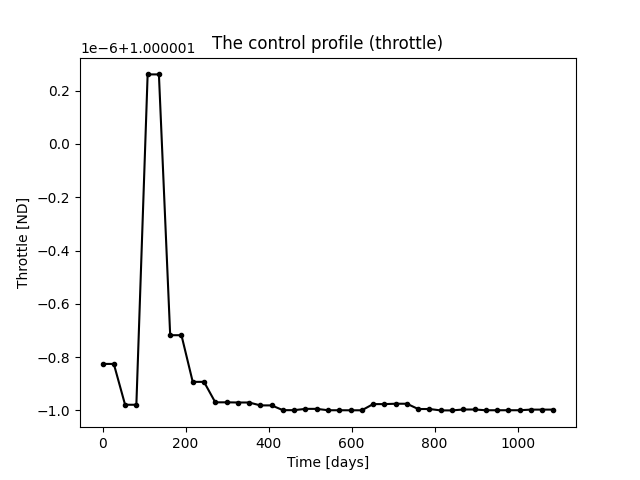 The control profile (throttle)
1e−6+1.000001
0.2
0.0
−0.2
−0.4
−0.6
−0.8
−1.0
Throttle [ND]
0 200 400 600 800 1000
Time [days]